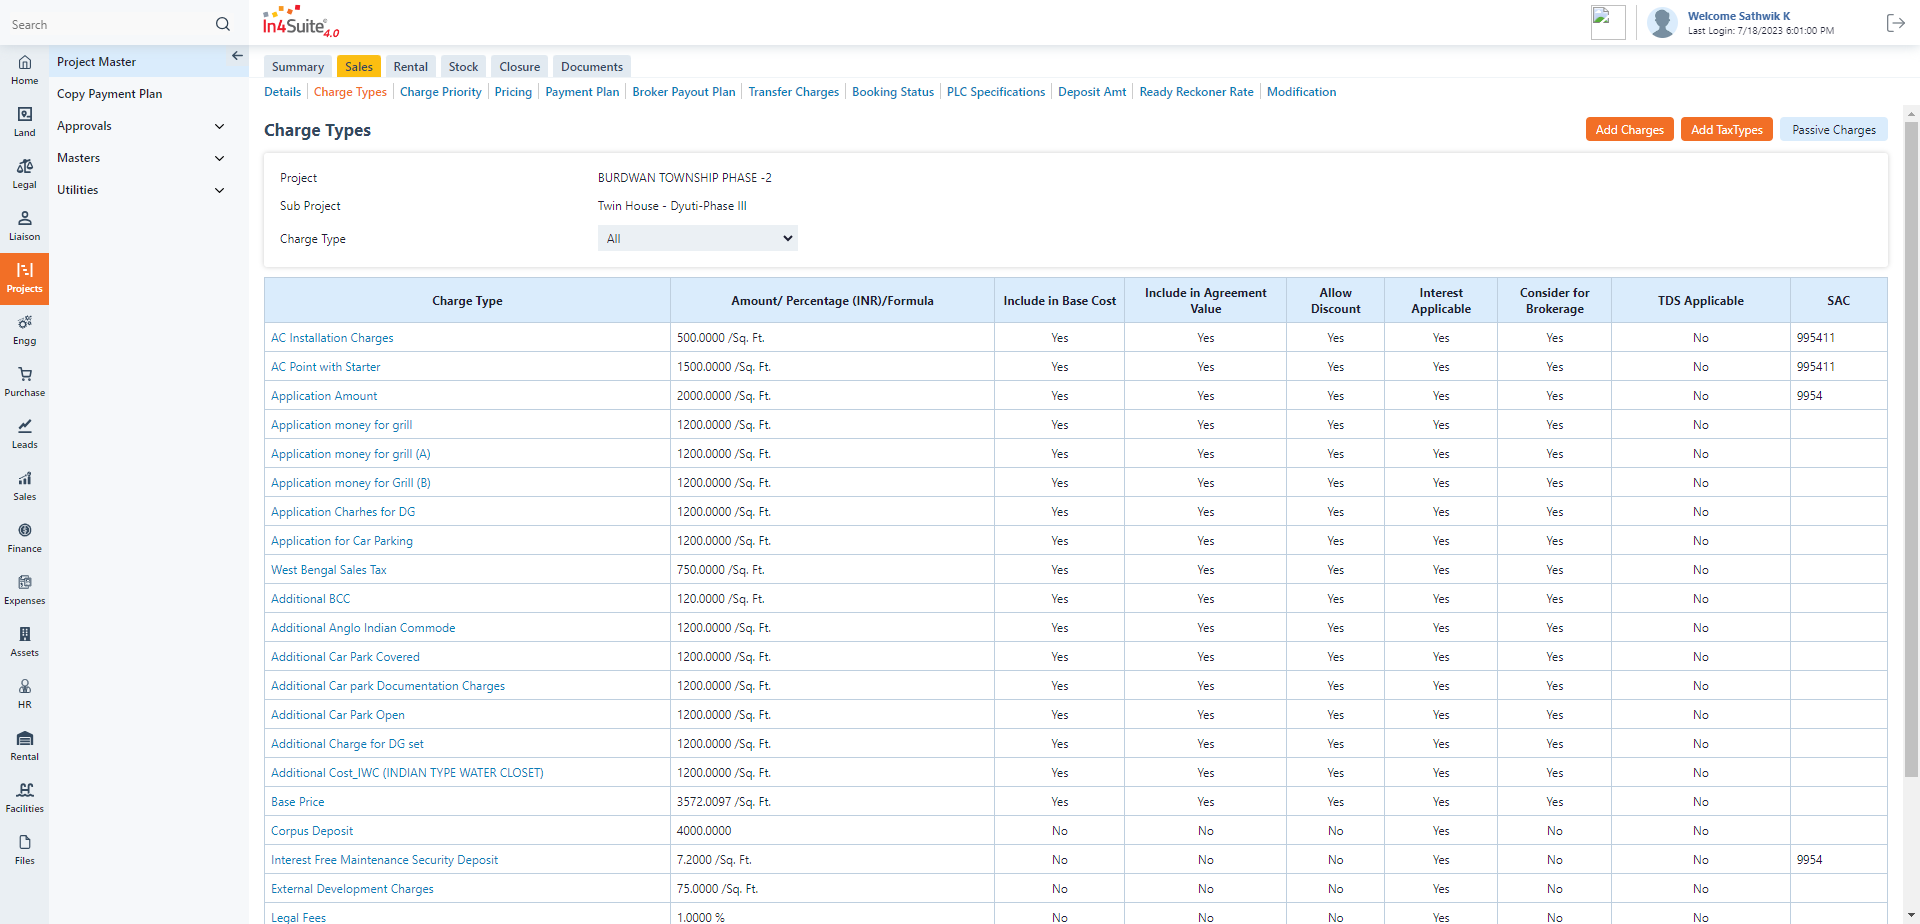 Search
In4Suite® 4.0
Welcome Sathwik K
Last Login: 7/18/2023 6:01:00 PM
Home
Land
Legal
Liaison
Projects
Engg
Purchase
Leads
Sales
Finance
Expenses
Assets
HR
Rental
Facilities
Files
Project Master
Copy Payment Plan
Approvals
Masters
Utilities
Summary Sales Rental Stock Closure Documents
Details Charge Types Charge Priority Pricing Payment Plan Broker Payout Plan Transfer Charges Booking Status PLC Specifications Deposit Amt Ready Reckoner Rate Modification
Charge Types
Add Charges Add TaxTypes Passive Charges
Project BURDWAN TOWNSHIP PHASE -2
Sub Project Twin House - Dyuti-Phase III
Charge Type All
Charge Type Amount/ Percentage (INR)/Formula Include in Base Cost Include in Agreement Value Allow Discount Interest Applicable Consider for Brokerage TDS Applicable SAC
AC Installation Charges 500.0000 /Sq. Ft. Yes Yes Yes Yes Yes No 995411
AC Point with Starter 1500.0000 /Sq. Ft. Yes Yes Yes Yes Yes No 995411
Application Amount 2000.0000 /Sq. Ft. Yes Yes Yes Yes Yes No 9954
Application money for grill 1200.0000 /Sq. Ft. Yes Yes Yes Yes Yes No
Application money for grill (A) 1200.0000 /Sq. Ft. Yes Yes Yes Yes Yes No
Application money for Grill (B) 1200.0000 /Sq. Ft. Yes Yes Yes Yes Yes No
Application Charhes for DG 1200.0000 /Sq. Ft. Yes Yes Yes Yes Yes No
Application for Car Parking 1200.0000 /Sq. Ft. Yes Yes Yes Yes Yes No
West Bengal Sales Tax 750.0000 /Sq. Ft. Yes Yes Yes Yes Yes No
Additional BCC 120.0000 /Sq. Ft. Yes Yes Yes Yes Yes No
Additional Anglo Indian Commode 1200.0000 /Sq. Ft. Yes Yes Yes Yes Yes No
Additional Car Park Covered 1200.0000 /Sq. Ft. Yes Yes Yes Yes Yes No
Additional Car park Documentation Charges 1200.0000 /Sq. Ft. Yes Yes Yes Yes Yes No
Additional Car Park Open 1200.0000 /Sq. Ft. Yes Yes Yes Yes Yes No
Additional Charge for DG set 1200.0000 /Sq. Ft. Yes Yes Yes Yes Yes No
Additional Cost_IWC (INDIAN TYPE WATER CLOSET) 1200.0000 /Sq. Ft. Yes Yes Yes Yes Yes No
Base Price 3572.0097 /Sq. Ft. Yes Yes Yes Yes Yes No
Corpus Deposit 4000.0000 No No No Yes No No
Interest Free Maintenance Security Deposit 7.2000 /Sq. Ft. No No No Yes No No 9954
External Development Charges 75.0000 /Sq. Ft. No No No Yes No No
Legal Fees 1.0000 % No No No Yes No No